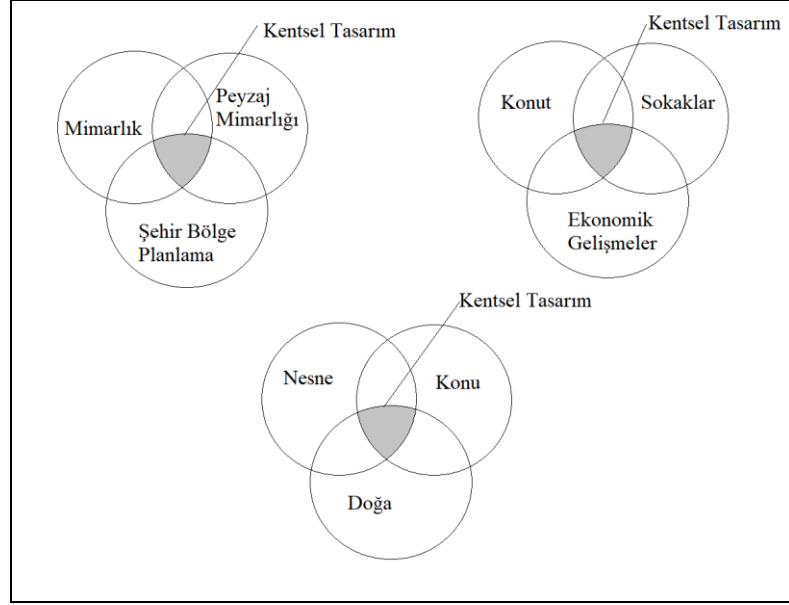 Kentsel Tasarım
Mimarlık
Peyzaj
Mimarlığı
Şehir Bölge
Planlama
Kentsel Tasarım
Konut
Sokaklar
Ekonomik
Gelişmeler
Kentsel Tasarım
Nesne
Konu
Doğa